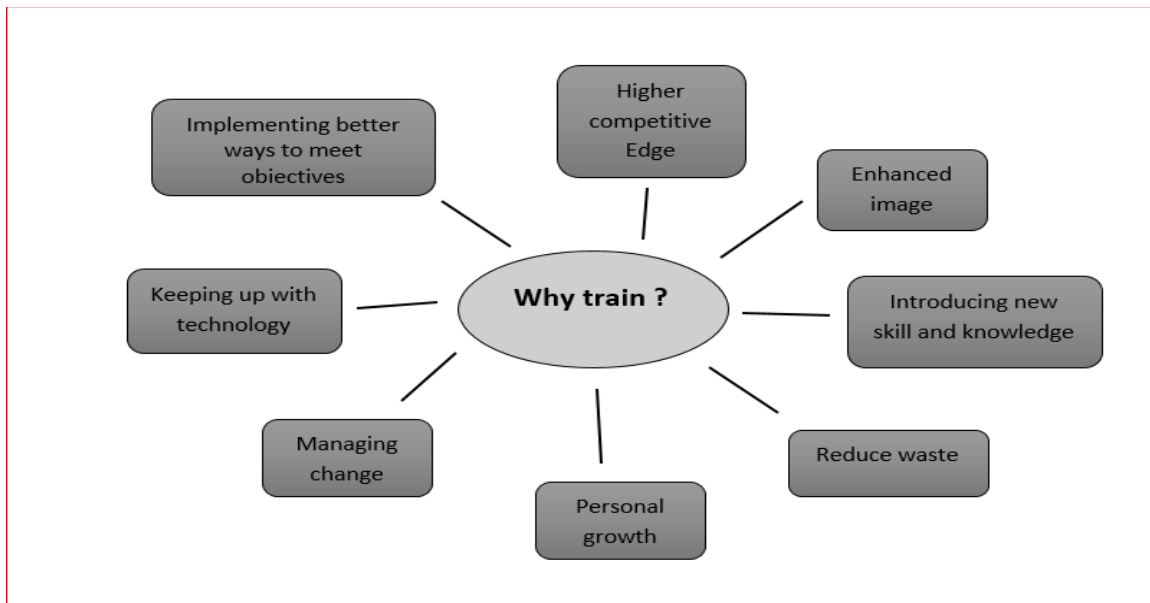 Higher
competitive
Edge
Implementing better
ways to meet
obiectives
Enhanced
image
Why train ?
Keeping up with
technology
Introducing new
skill and knowledge
Managing
change
Reduce waste
Personal
growth